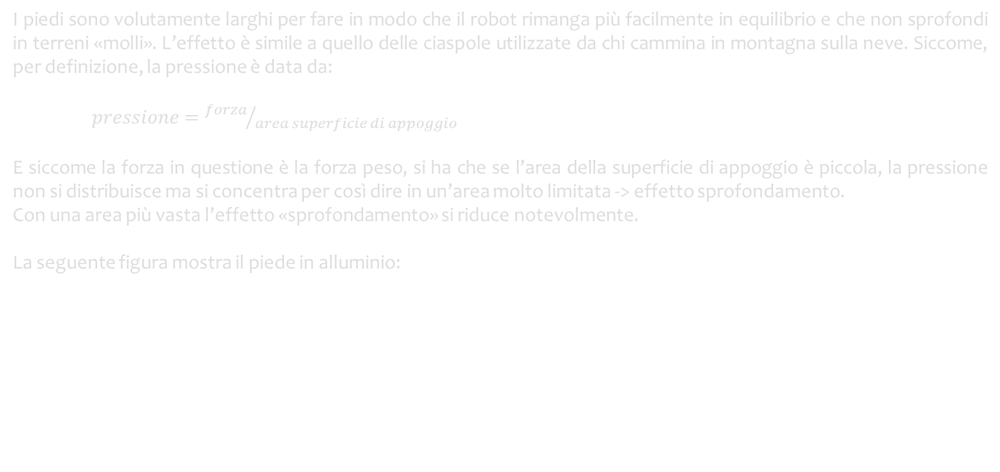 I piedi sono volutamente larghi per fare in modo che il robot rimanga più facilmente in equilibrio e che non sprofondi
in terreni «molli». L’effetto è simile a quello delle ciaspole utilizzate da chi cammina in montagna sulla neve. Siccome,
per definizione, la pressione è data da:
pressione = forza/area superficie di appoggio
E siccome la forza in questione è la forza peso, si ha che se l’area della superficie di appoggio è piccola, la pressione
non si distribuisce ma si concentra per così dire in un’area molto limitata -> effetto sprofondamento.
Con una area più vasta l’effetto «sprofondamento» si riduce notevolmente.
La seguente figura mostra il piede in alluminio: